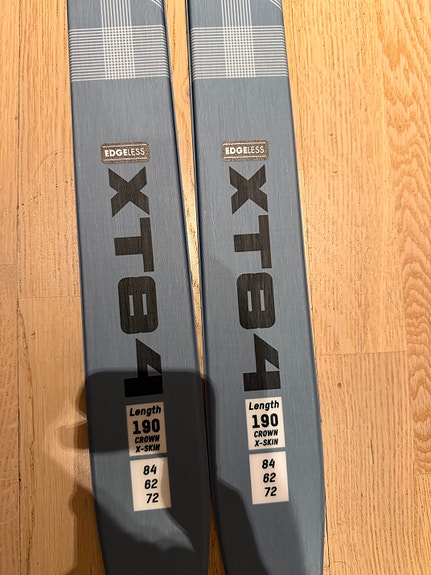 EDGELESS
XT84
Length
190
CROWN
X-SKIN
84
62
72
EDGELESS
XT84
Length
190
CROWN
X-SKIN
84
62
72